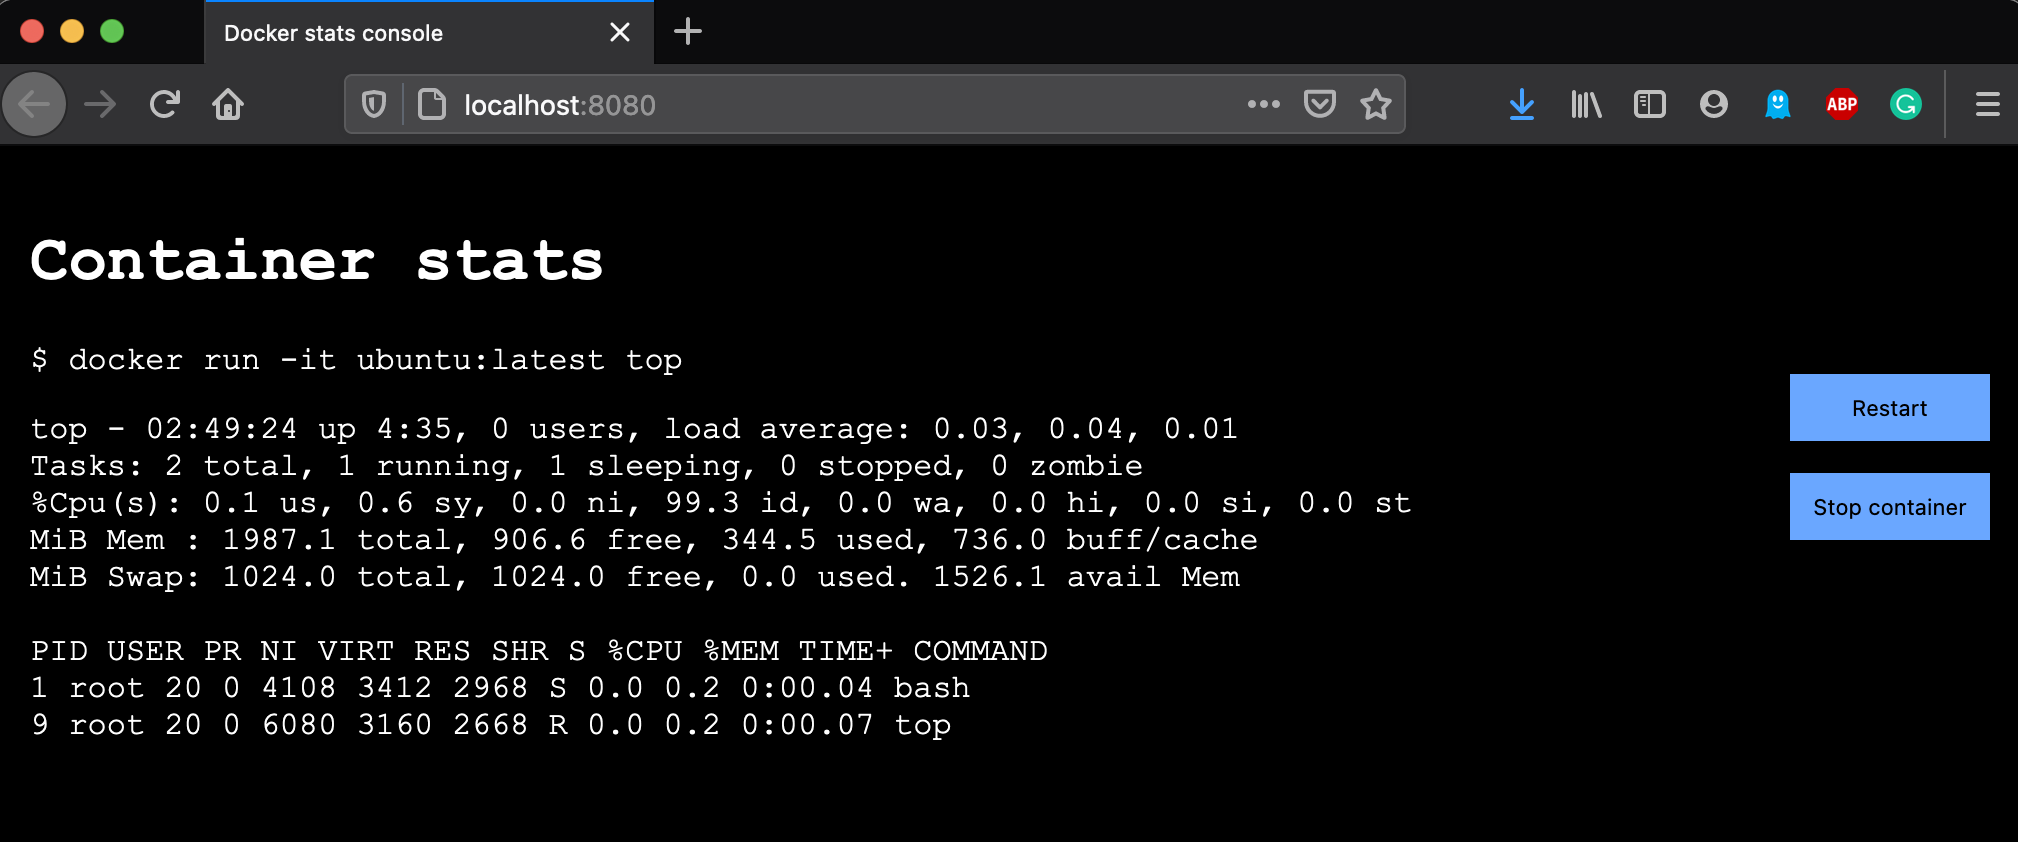 Docker stats console
localhost:8080
ABP
Container stats
$ docker run -it ubuntu:latest top
top - 02:49:24 up 4:35, 0 users, load average: 0.03, 0.04, 0.01
Tasks: 2 total, 1 running, 1 sleeping, 0 stopped, 0 zombie
%Cpu(s): 0.1 us, 0.6 sy, 0.0 ni, 99.3 id, 0.0 wa, 0.0 hi, 0.0 si, 0.0 st
MiB Mem : 1987.1 total, 906.6 free, 344.5 used, 736.0 buff/cache
MiB Swap: 1024.0 total, 1024.0 free, 0.0 used. 1526.1 avail Mem
PID USER PR NI VIRT RES SHR S %CPU %MEM TIME+ COMMAND
1 root 20 0 4108 3412 2968 S 0.0 0.2 0:00.04 bash
9 root 20 0 6080 3160 2668 R 0.0 0.2 0:00.07 top
Restart
Stop container